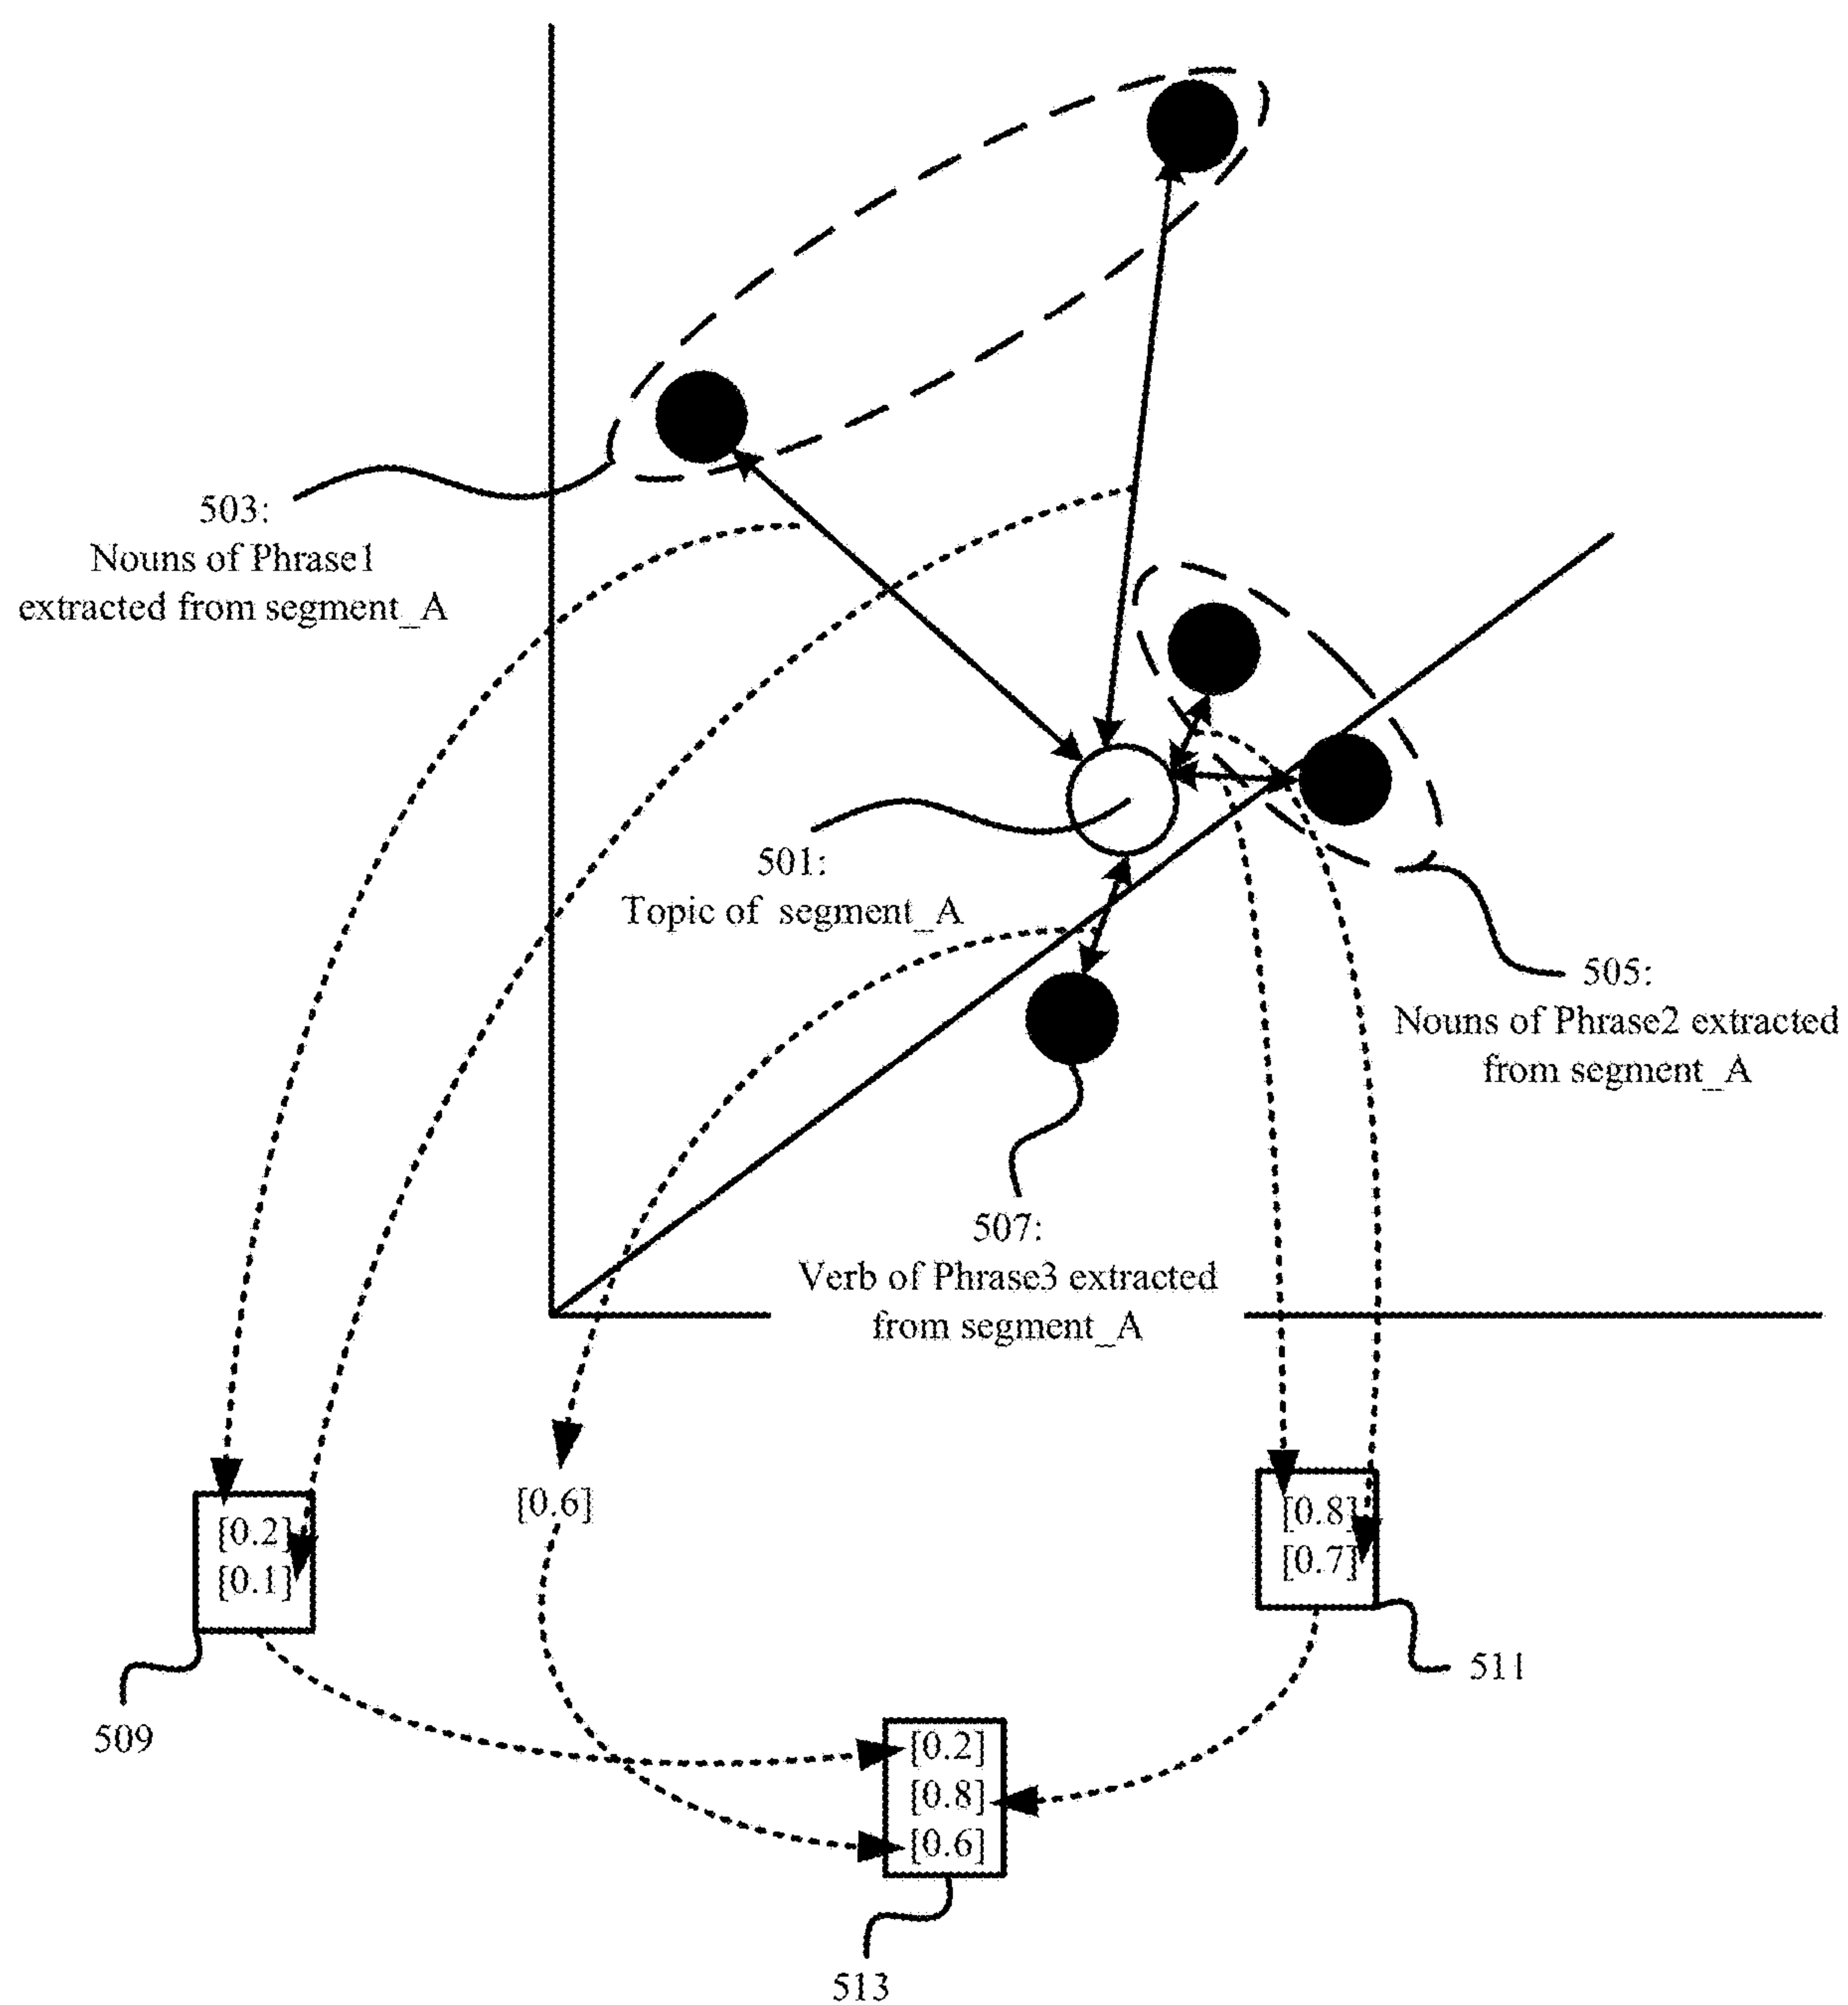 503:
Nouns of Phrase1
extracted from segment_A
501:
Topic of segment_A
505:
Nouns of Phrase2 extracted
from segment_A
507:
Verb of Phrase3 extracted
from segment_A
[0.6]
[0.2]
[0.1]
[0.8]
[0.7]
511
509
[0.2]
[0.8]
[0.6]
513